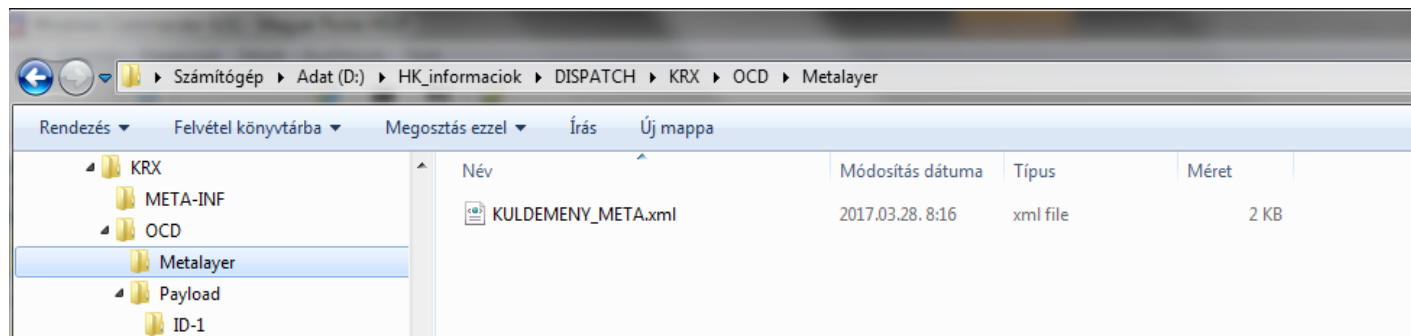 Számítógép ▸ Adat (D:) ▸ HK_informaciok ▸ DISPATCH ▸ KRX ▸ OCD ▸ Metalayer
Rendezés Felvétel könyvtárba Megosztás ezzel Írás Új mappa
KRX
META-INF
OCD
Metalayer
Payload
ID-1
Név Módosítás dátuma Típus Méret
KULDEMENY_META.xml 2017.03.28. 8:16 xml file 2 KB